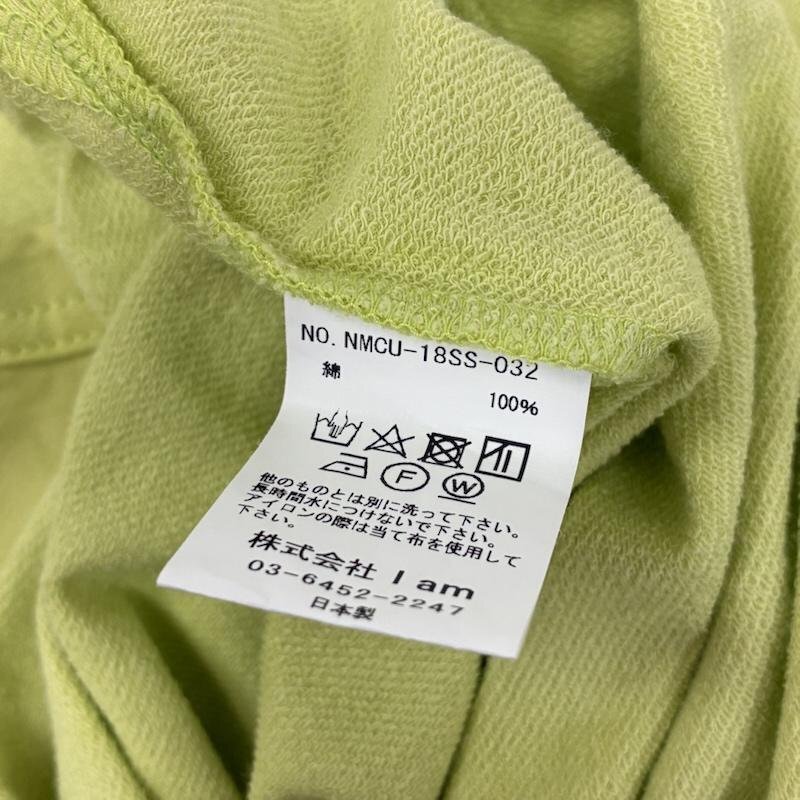 NO. NMCU-18SS-032
綿
100%
F W
他のものとは別に洗って下さい。
長時間水につけないで下さい。
アイロンの際は当て布を使用して
下さい。
株式会社 I am
03-6452-2247
日本製